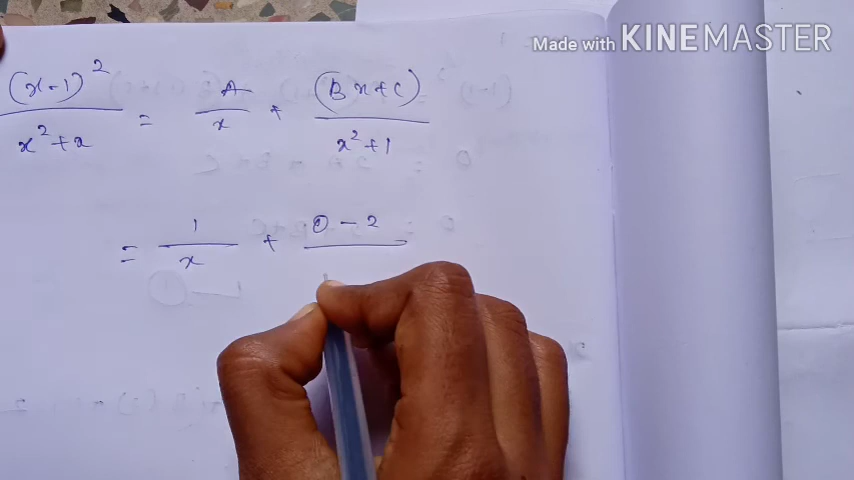 Made with KINEMASTER
(x-1)² / x²+x = A/x + (Bx+C) / x²+1
= 1/x + 0-2